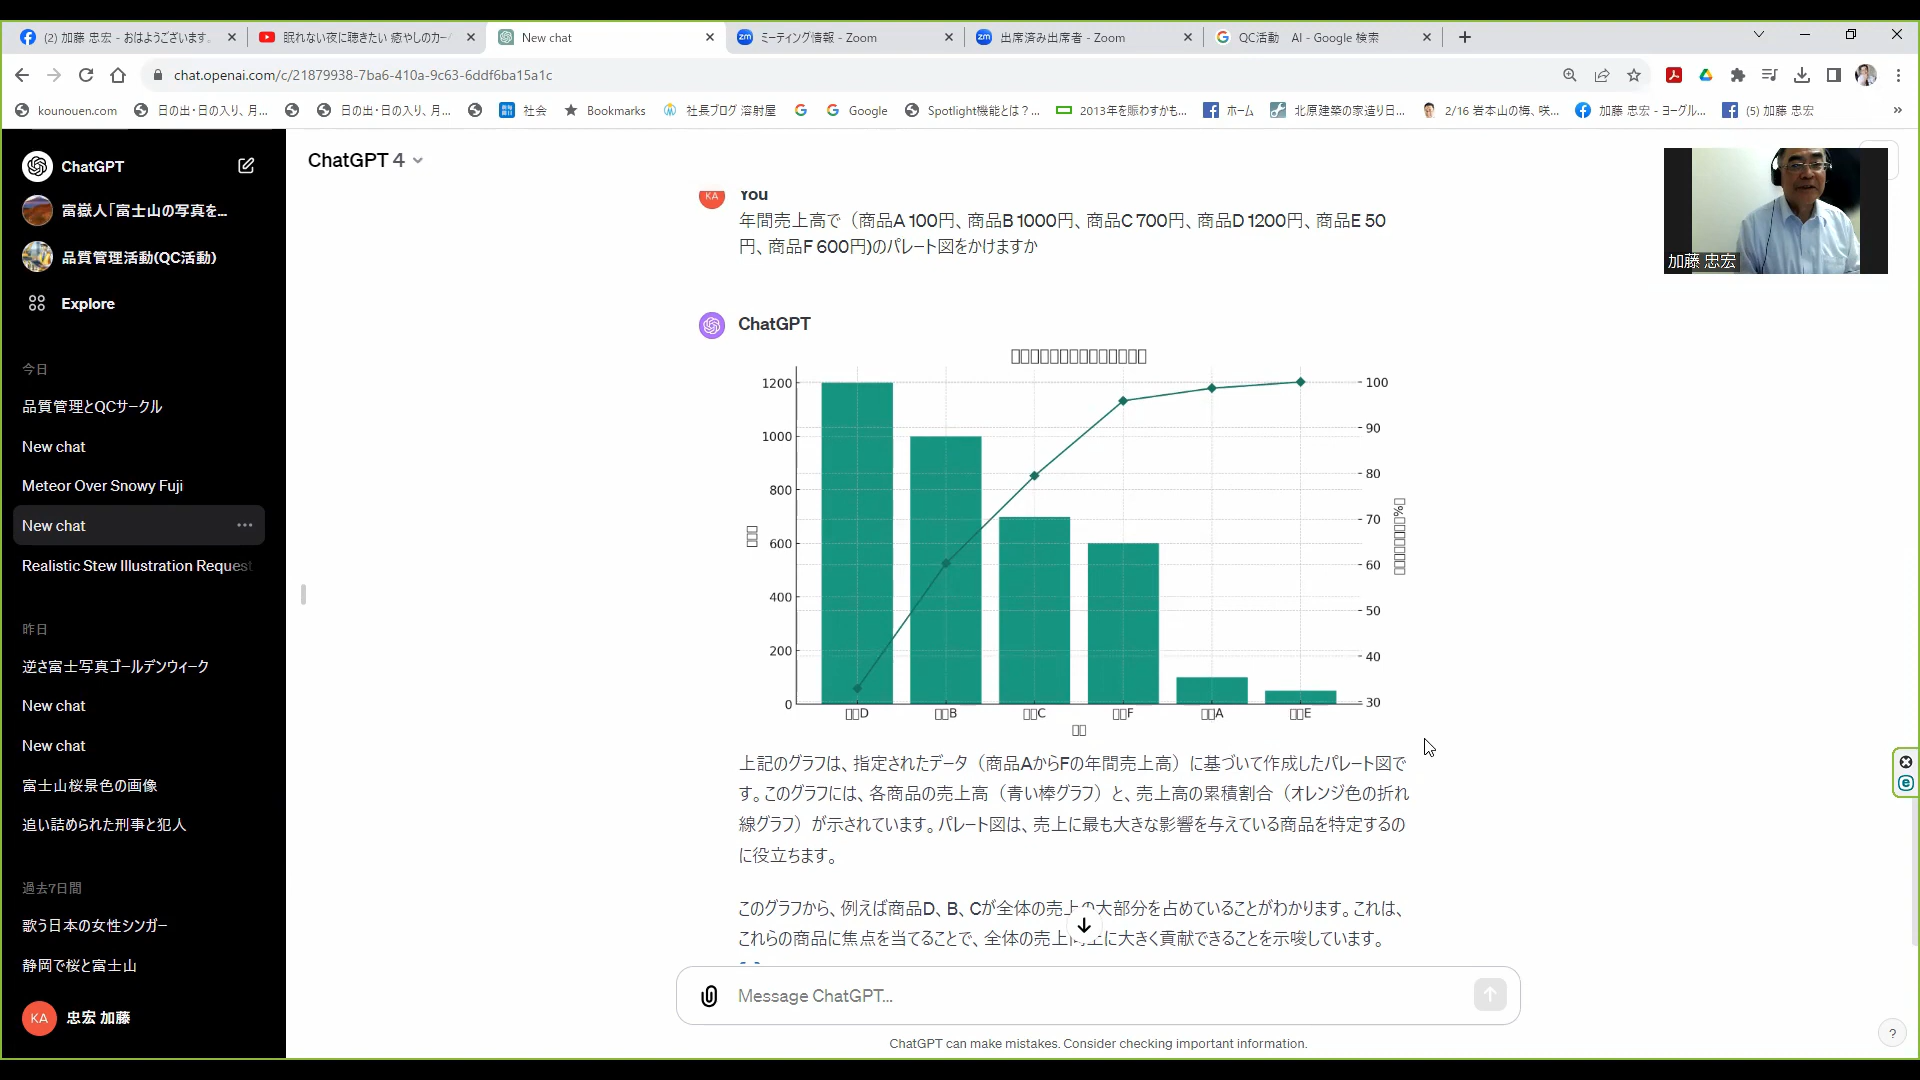 (2) 加藤 忠宏 - おはようございます。
眠れない夜に聴きたい 癒やしのカー
New chat
ミーティング情報 - Zoom
出席済み出席者 - Zoom
QC活動 AI - Google 検索
chat.openai.com/c/21879938-7ba6-410a-9c63-6ddf6ba15a1c
kounouen.com
日の出・日の入り、月...
日の出・日の入り、月...
社会
Bookmarks
社長ブログ 溶射屋
Google
Spotlight機能とは？...
2013年を賑わすかも...
ホーム
北原建築の家造り日...
2/16 岩本山の梅、咲...
加藤 忠宏 - ヨーグル...
(5) 加藤 忠宏
»
ChatGPT
富嶽人「富士山の写真を...
品質管理活動(QC活動)
Explore
今日
品質管理とQCサークル
New chat
Meteor Over Snowy Fuji
New chat
Realistic Stew Illustration Request
昨日
逆さ富士写真ゴールデンウィーク
New chat
New chat
富士山桜景色の画像
追い詰められた刑事と犯人
過去7日間
歌う日本の女性シンガー
静岡で桜と富士山
KA
忠宏 加藤
ChatGPT 4
加藤 忠宏
KA
You
年間売上高で（商品A 100円、商品B 1000円、商品C 700円、商品D 1200円、商品E 50
円、商品F 600円)のパレート図をかけますか
ChatGPT
1200
1000
800
600
400
200
0
100
90
80
70
60
50
40
30
%
D
B
C
F
A
E
上記のグラフは、指定されたデータ（商品AからFの年間売上高）に基づいて作成したパレート図で
す。このグラフには、各商品の売上高（青い棒グラフ）と、売上高の累積割合（オレンジ色の折れ
線グラフ）が示されています。パレート図は、売上に最も大きな影響を与えている商品を特定するの
に役立ちます。
このグラフから、例えば商品D、B、Cが全体の売上の大部分を占めていることがわかります。これは、
これらの商品に焦点を当てることで、全体の売上向上に大きく貢献できることを示唆しています。
Message ChatGPT...
ChatGPT can make mistakes. Consider checking important information.
?